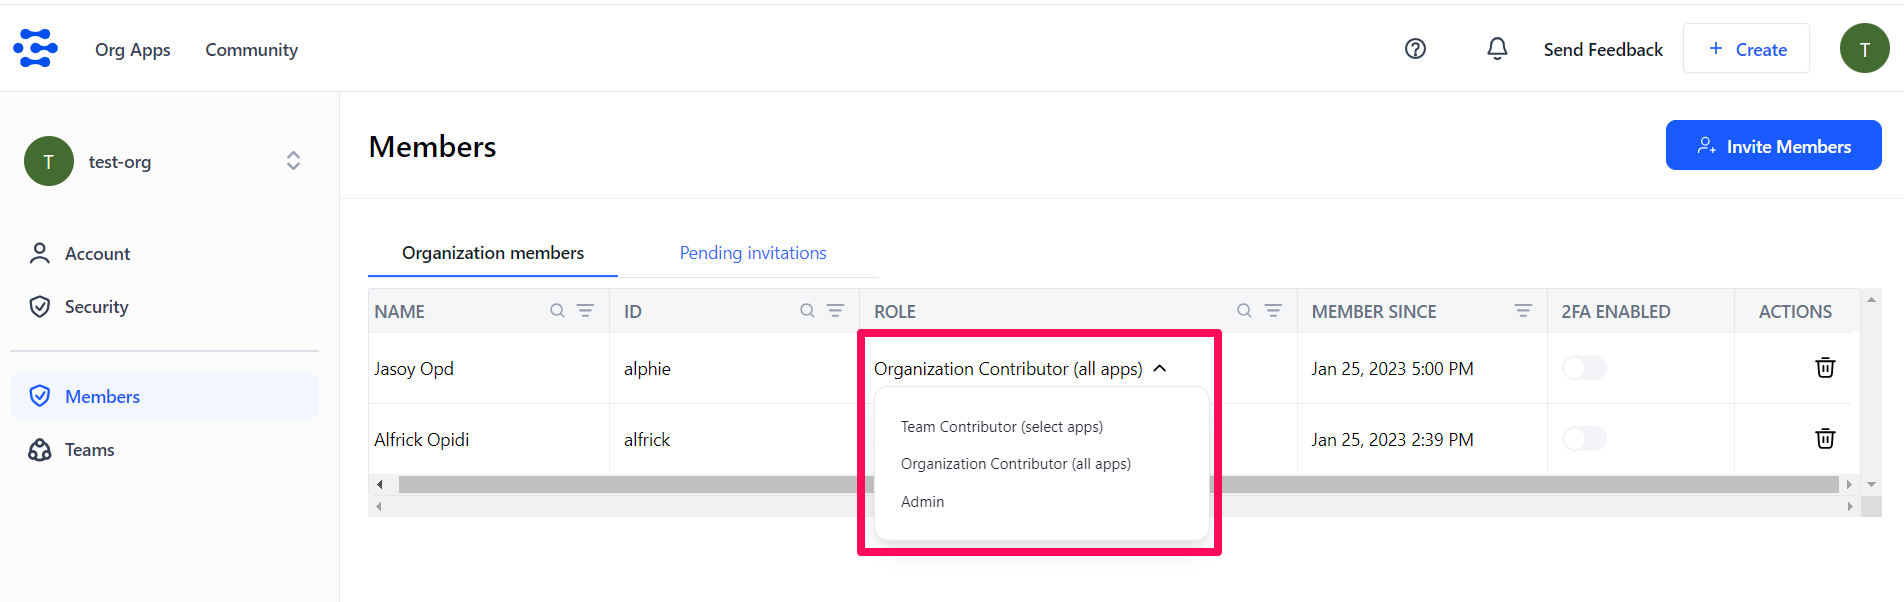 Org Apps Community Send Feedback + Create T
T test-org
Members
Invite Members
Account
Security
Members
Teams
Organization members Pending invitations
NAME ID ROLE MEMBER SINCE 2FA ENABLED ACTIONS
Jasoy Opd alphie Organization Contributor (all apps) Jan 25, 2023 5:00 PM
Alfrick Opidi alfrick Jan 25, 2023 2:39 PM
Team Contributor (select apps)
Organization Contributor (all apps)
Admin